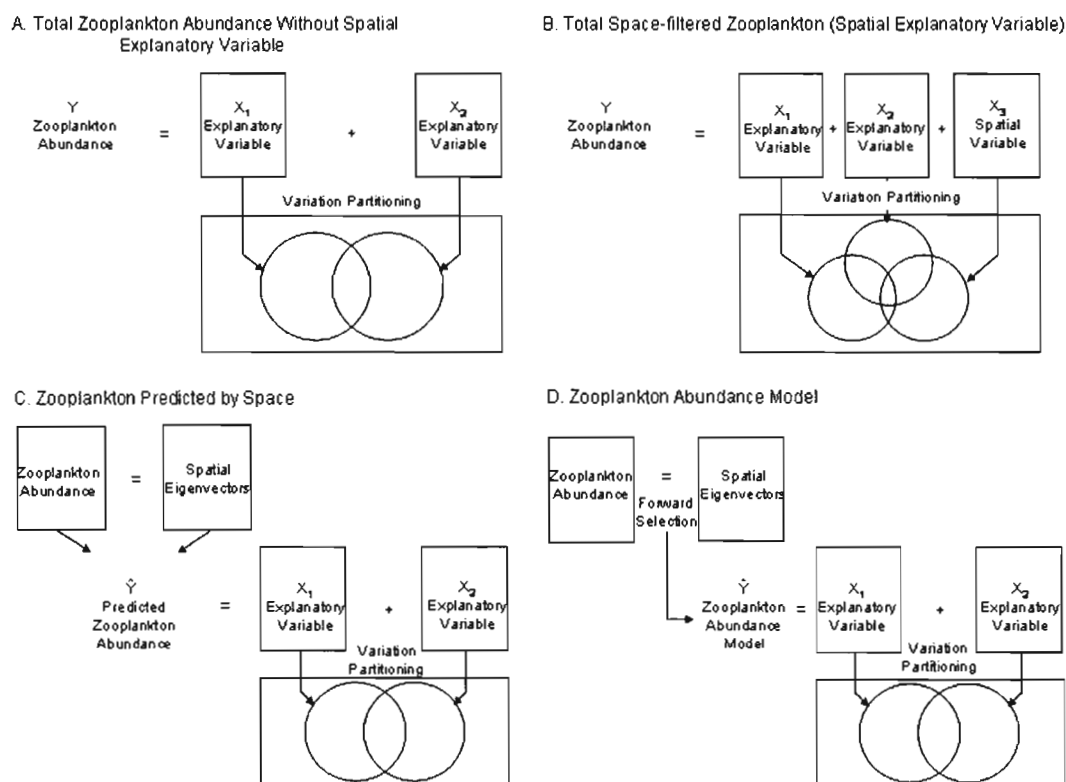 A. Total Zooplankton Abundance Without Spatial
Explanatory Variable
Y
Zooplankton
Abundance
=
X1
Explanatory
Variable
+
X2
Explanatory
Variable
Variation Partitioning
B. Total Space-filtered Zooplankton (Spatial Explanatory Variable)
Y
Zooplankton
Abundance
=
X1
Explanatory
Variable
+
X2
Explanatory
Variable
+
X3
Spatial
Variable
Variation Partitioning
C. Zooplankton Predicted by Space
Zooplankton
Abundance
=
Spatial
Eigenvectors
Ŷ
Predicted
Zooplankton
Abundance
=
X1
Explanatory
Variable
+
X2
Explanatory
Variable
Variation
Partitioning
D. Zooplankton Abundance Model
Zooplankton
Abundance
=
Forward
Selection
Spatial
Eigenvectors
Ŷ
Zooplankton
Abundance
Model
=
X1
Explanatory
Variable
+
X2
Explanatory
Variable
Variation
Partitioning